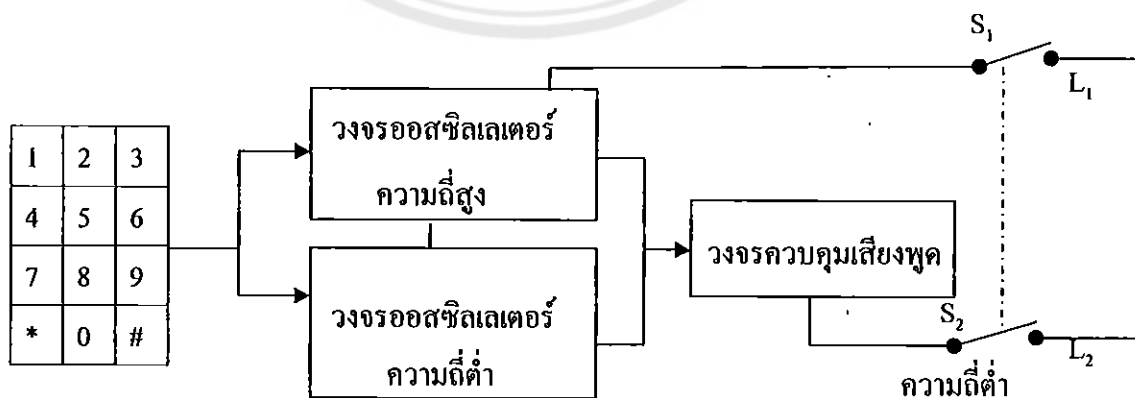 S1
L1
1 2 3
4 5 6
7 8 9
* 0 #
วงจรออสซิลเลเตอร์
ความถี่สูง
วงจรออสซิลเลเตอร์
ความถี่ต่ำ
วงจรควบคุมเสียงพูด
S2
L2
ความถี่ต่ำ